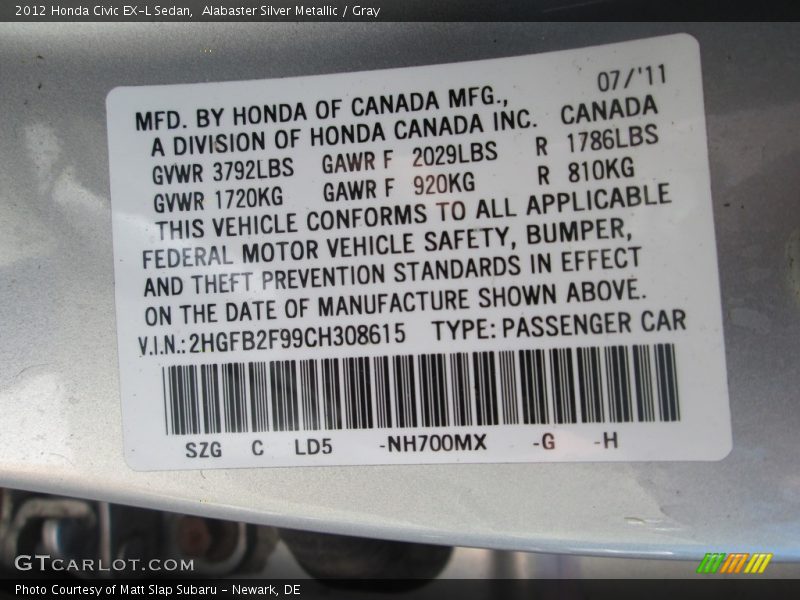 2012 Honda Civic EX-L Sedan,  Alabaster Silver Metallic / Gray
07/'11
MFD. BY HONDA OF CANADA MFG.,
A DIVISION OF HONDA CANADA INC. CANADA
GVWR 3792LBS GAWR F 2029LBS R 1786LBS
GVWR 1720KG GAWR F 920KG R 810KG
THIS VEHICLE CONFORMS TO ALL APPLICABLE
FEDERAL MOTOR VEHICLE SAFETY, BUMPER,
AND THEFT PREVENTION STANDARDS IN EFFECT
ON THE DATE OF MANUFACTURE SHOWN ABOVE.
V.I.N.: 2HGFB2F99CH308615 TYPE: PASSENGER CAR
SZG C LD5 -NH700MX -G -H
GTCARLOT.COM
Photo Courtesy of Matt Slap Subaru - Newark, DE